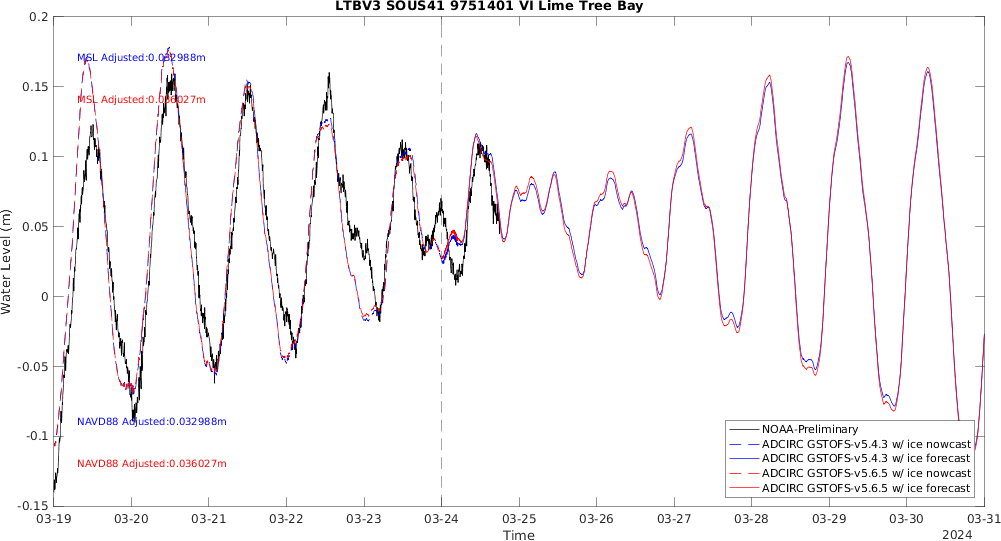 LTBV3 SOUS41 9751401 VI Lime Tree Bay
0.2
0.15
0.1
0.05
0
-0.05
-0.1
-0.15
Water Level (m)
MSL Adjusted:0.032988m
MSL Adjusted:0.036027m
NAVD88 Adjusted:0.032988m
NAVD88 Adjusted:0.036027m
NOAA-Preliminary
ADCIRC GSTOFS-v5.4.3 w/ ice nowcast
ADCIRC GSTOFS-v5.4.3 w/ ice forecast
ADCIRC GSTOFS-v5.6.5 w/ ice nowcast
ADCIRC GSTOFS-v5.6.5 w/ ice forecast
03-19 03-20 03-21 03-22 03-23 03-24 03-25 03-26 03-27 03-28 03-29 03-30 03-31
Time
2024